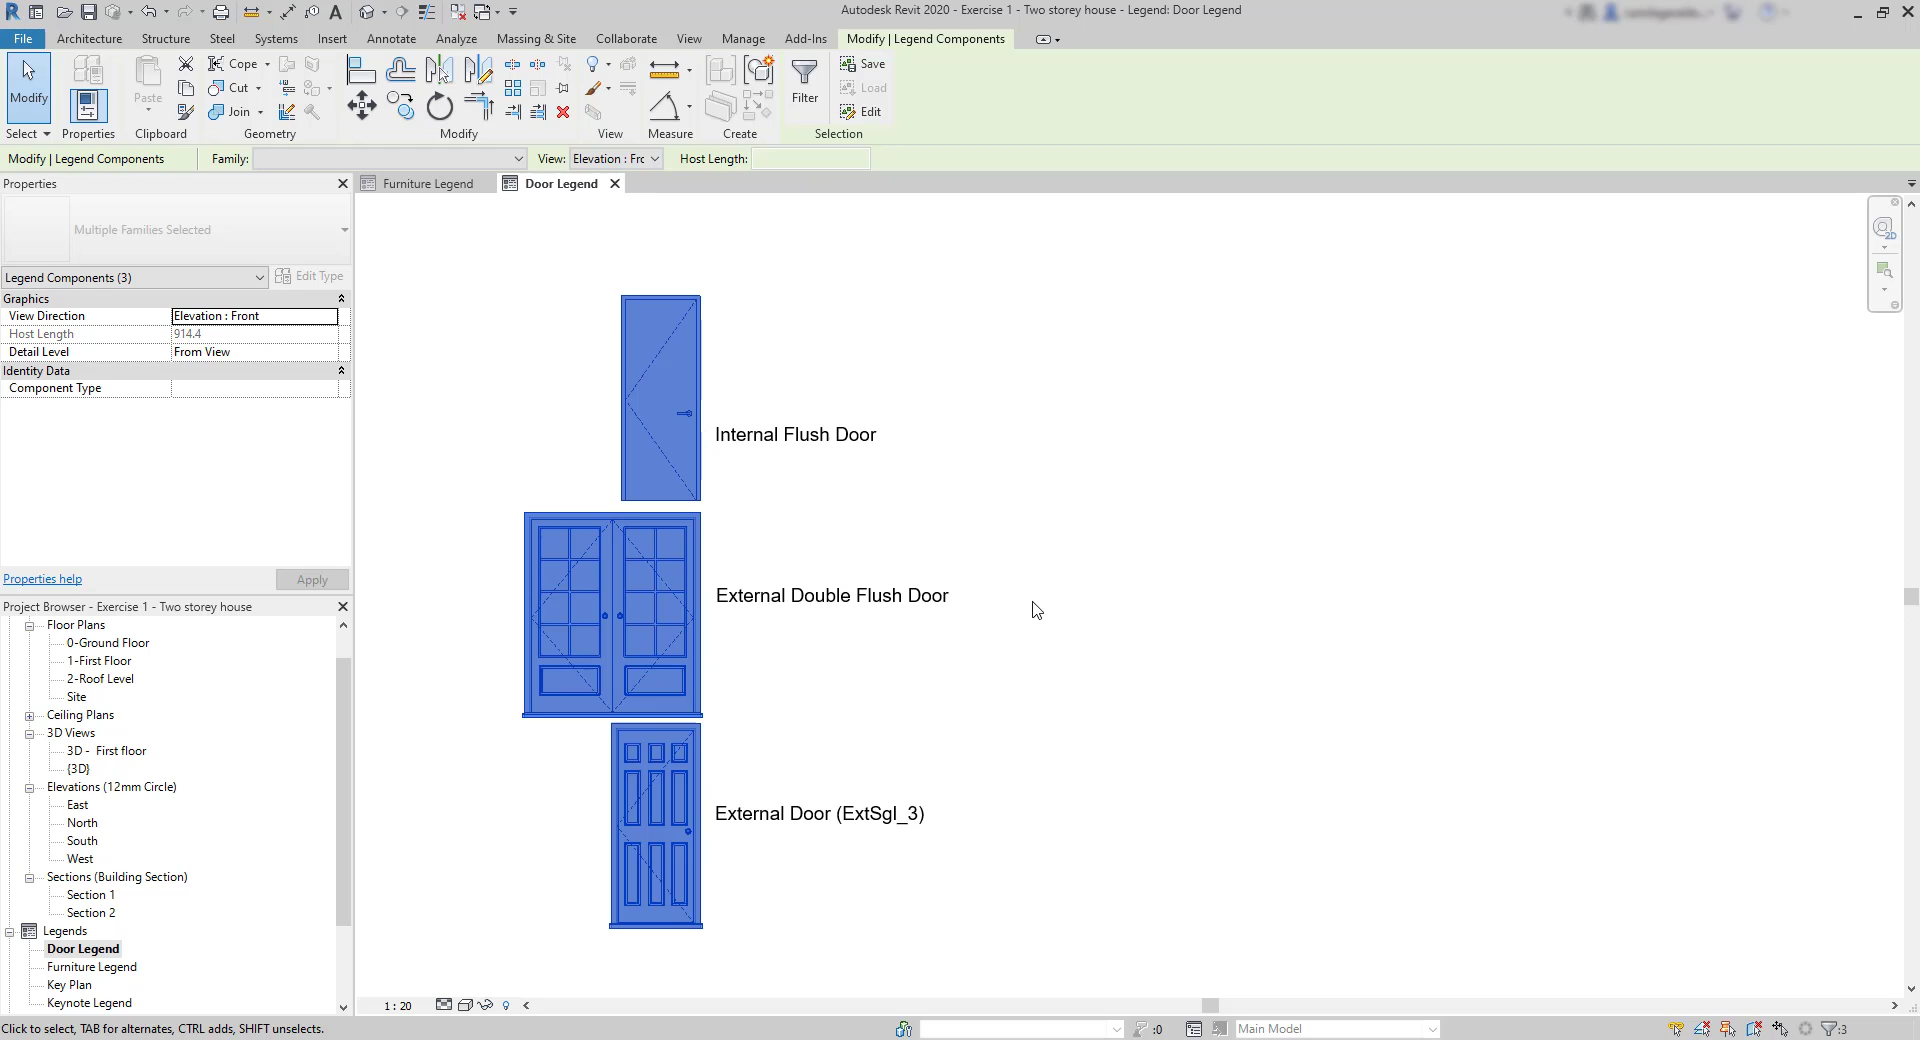 Autodesk Revit 2020 - Exercise 1 - Two storey house - Legend: Door Legend
File Architecture Structure Steel Systems Insert Annotate Analyze Massing & Site Collaborate View Manage Add-Ins Modify | Legend Components
Modify
Paste
Cope
Cut
Join
Filter
Save
Load
Edit
Select Properties Clipboard Geometry Modify View Measure Create Selection
Modify | Legend Components Family: View: Elevation : Frc Host Length:
Properties
Multiple Families Selected
Legend Components (3) Edit Type
Graphics
View Direction Elevation : Front
Host Length 914.4
Detail Level From View
Identity Data
Component Type
Properties help Apply
Project Browser - Exercise 1 - Two storey house
Floor Plans
0-Ground Floor
1-First Floor
2-Roof Level
Site
Ceiling Plans
3D Views
3D - First floor
{3D}
Elevations (12mm Circle)
East
North
South
West
Sections (Building Section)
Section 1
Section 2
Legends
Door Legend
Furniture Legend
Key Plan
Keynote Legend
Furniture Legend Door Legend
Internal Flush Door
External Double Flush Door
External Door (ExtSgl_3)
2D
1 : 20
Click to select, TAB for alternates, CTRL adds, SHIFT unselects.
:0
Main Model
:3